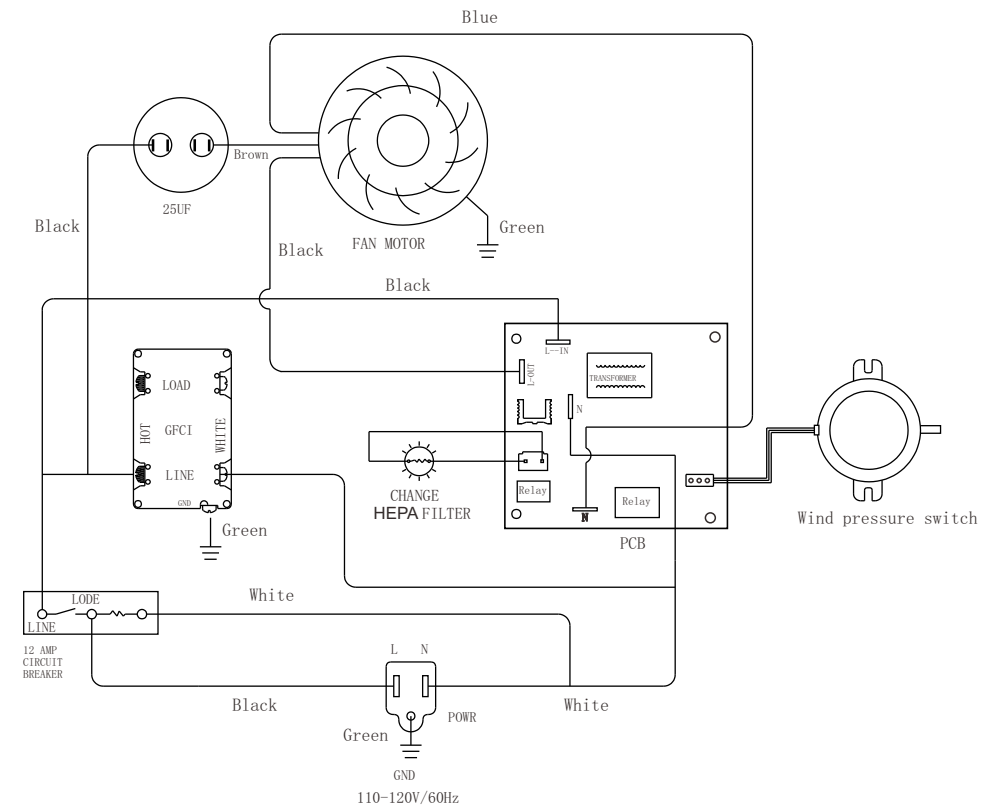 Blue
Brown
25UF
Black
Black
FAN MOTOR
Green
Black
L--IN
L-OUT
TRANSFORMER
N
LOAD
HOT
GFCI
WHITE
LINE
GND
Green
CHANGE
HEPA FILTER
Relay
Relay
N
PCB
Wind pressure switch
LODE
LINE
12 AMP
CIRCUIT
BREAKER
White
L N
Black
White
POWR
Green
GND
110-120V/60Hz